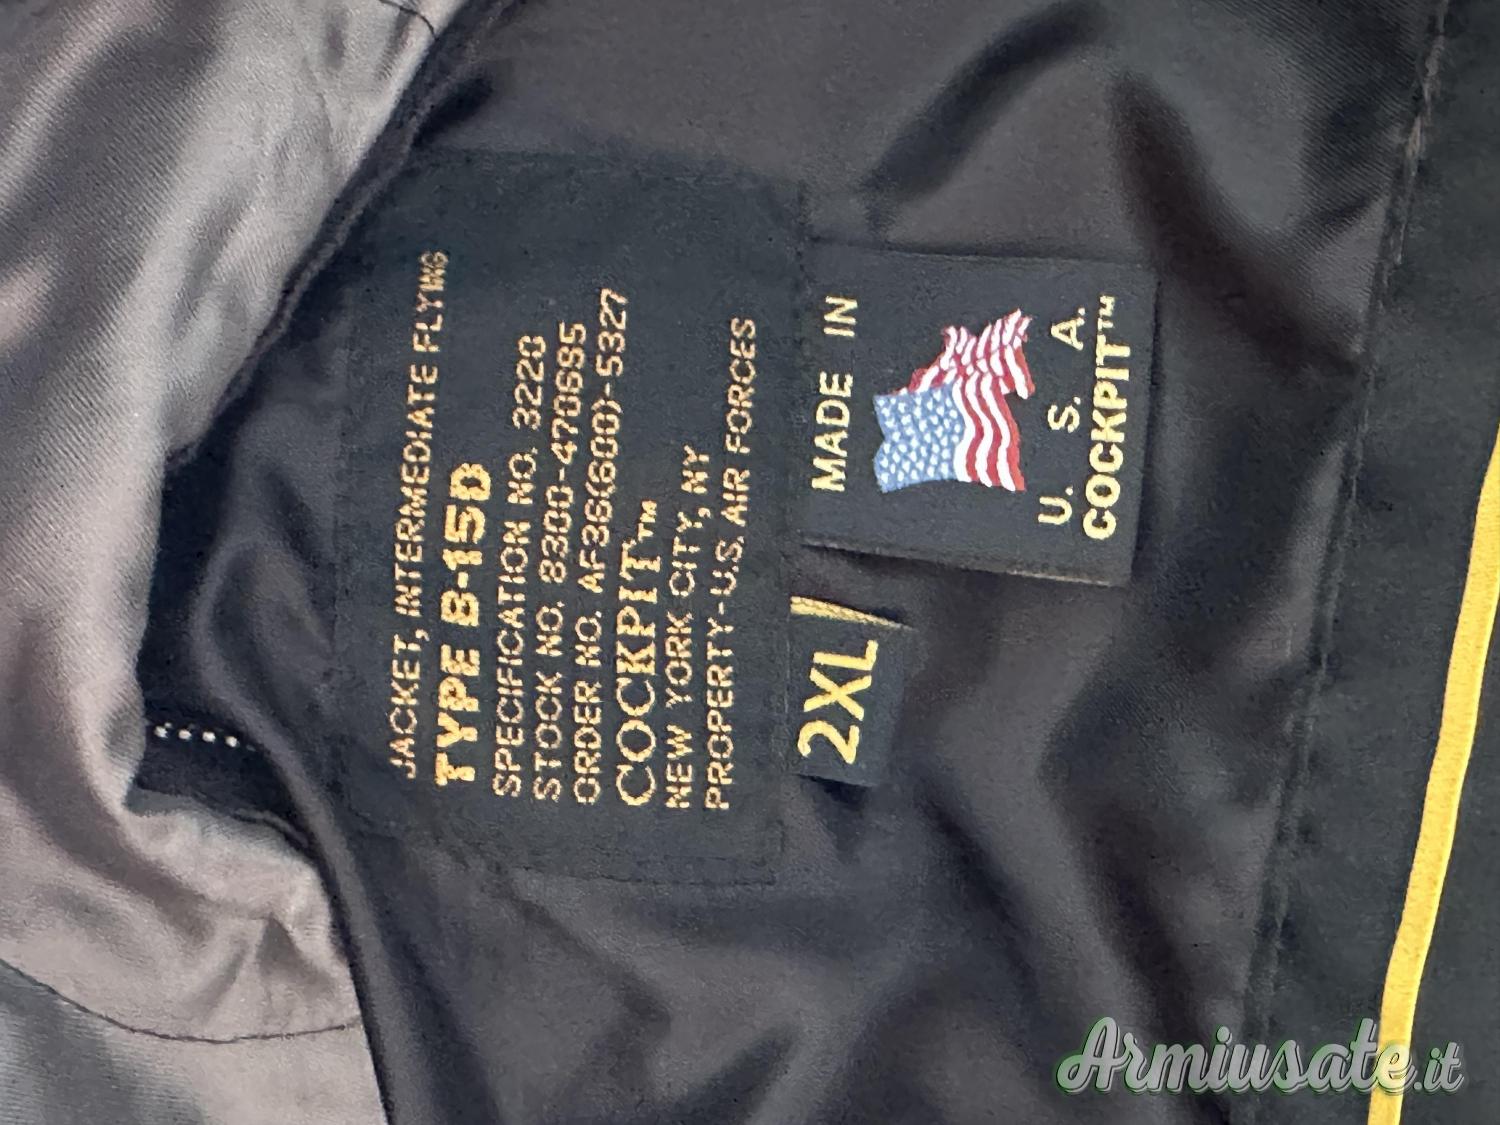 JACKET, INTERMEDIATE FLYING
TYPE B-15D
SPECIFICATION NO. 3220
STOCK NO. 8300-470685
ORDER NO. AF36(600)-5327
COCKPIT™
NEW YORK CITY, NY
PROPERTY-U.S. AIR FORCES
2XL
MADE IN
U. S. A.
COCKPIT™
Armiusate.it